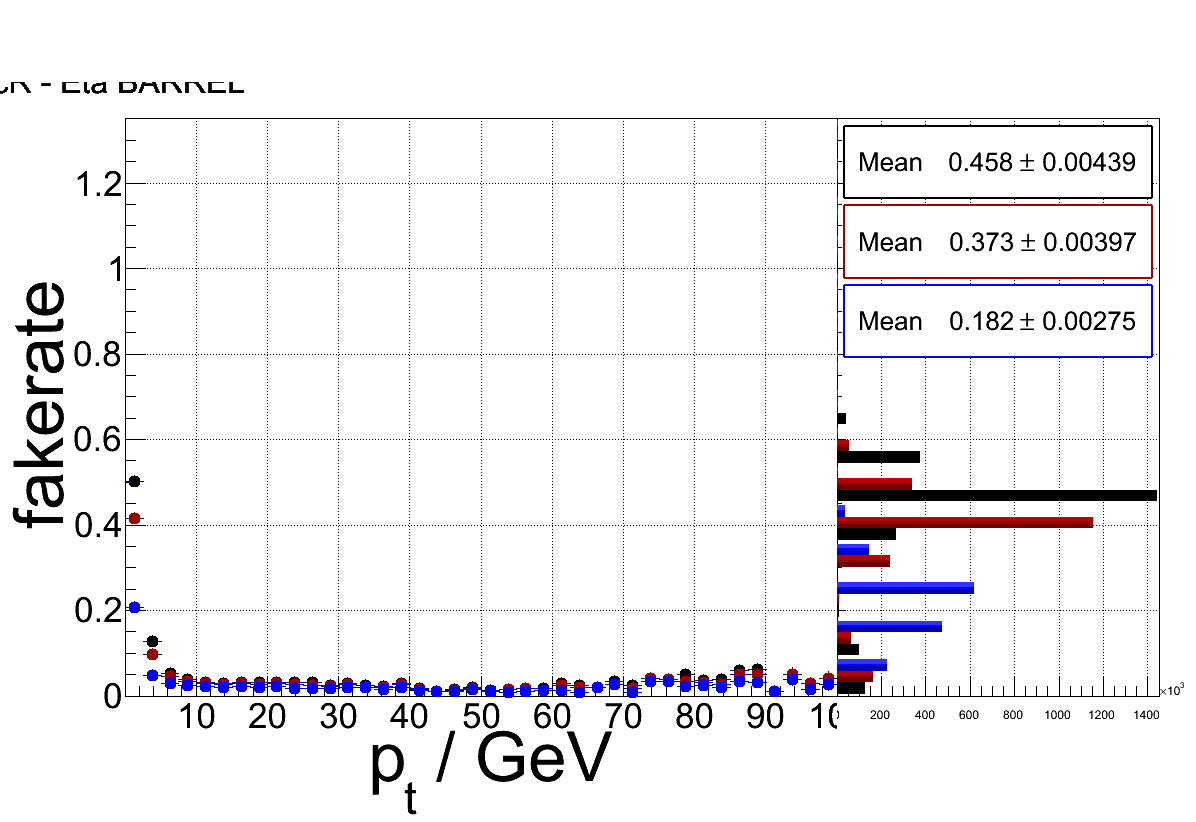 - Eta BARREL
Mean 0.458 ± 0.00439
Mean 0.373 ± 0.00397
Mean 0.182 ± 0.00275
fakerate
1.2
1
0.8
0.6
0.4
0.2
0
10 20 30 40 50 60 70 80 90
200 400 600 800 1000 1200 1400 ×10³
pt / GeV